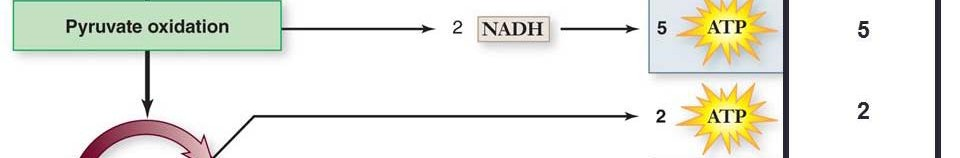 Pyruvate oxidation 2 NADH 5 ATP 5
2 ATP 2